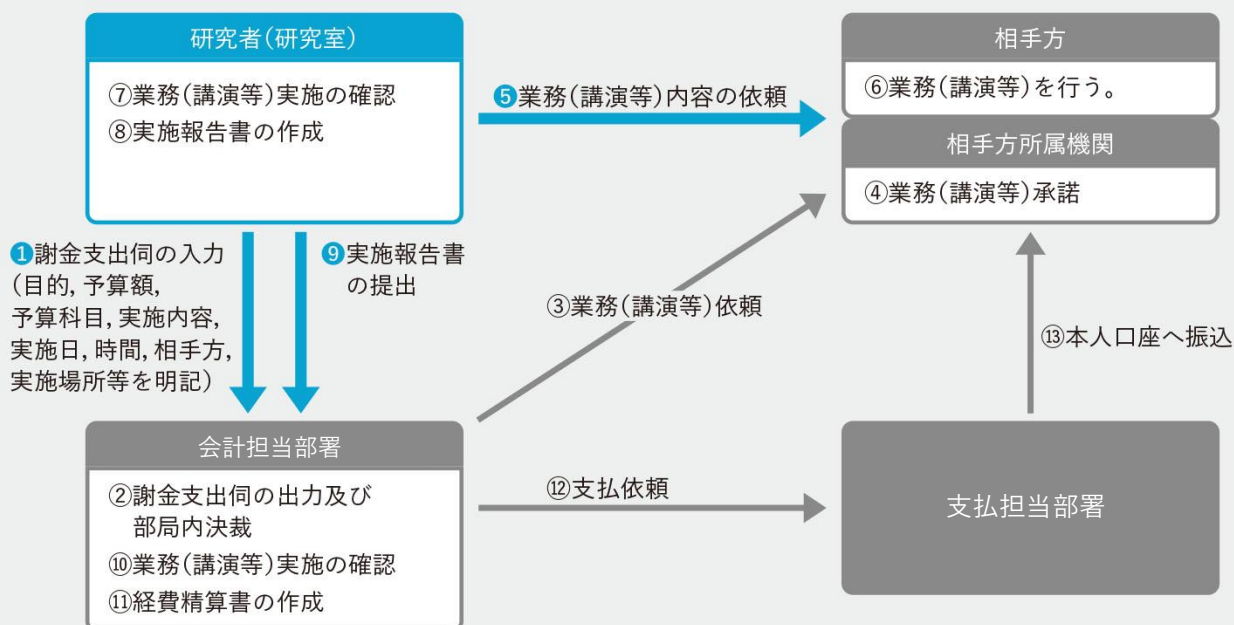 研究者(研究室)
⑦業務(講演等)実施の確認
⑧実施報告書の作成
❺業務(講演等)内容の依頼
相手方
⑥業務(講演等)を行う。
相手方所属機関
④業務(講演等)承諾
❶謝金支出伺の入力
(目的, 予算額,
予算科目, 実施内容,
実施日, 時間, 相手方,
実施場所等を明記)
❾実施報告書
の提出
③業務(講演等)依頼
⑬本人口座へ振込
会計担当部署
②謝金支出伺の出力及び
部局内決裁
⑩業務(講演等)実施の確認
⑪経費精算書の作成
⑫支払依頼
支払担当部署